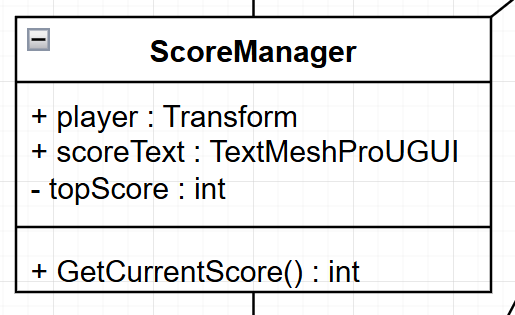 ScoreManager
+ player : Transform
+ scoreText : TextMeshProUGUI
- topScore : int
+ GetCurrentScore() : int